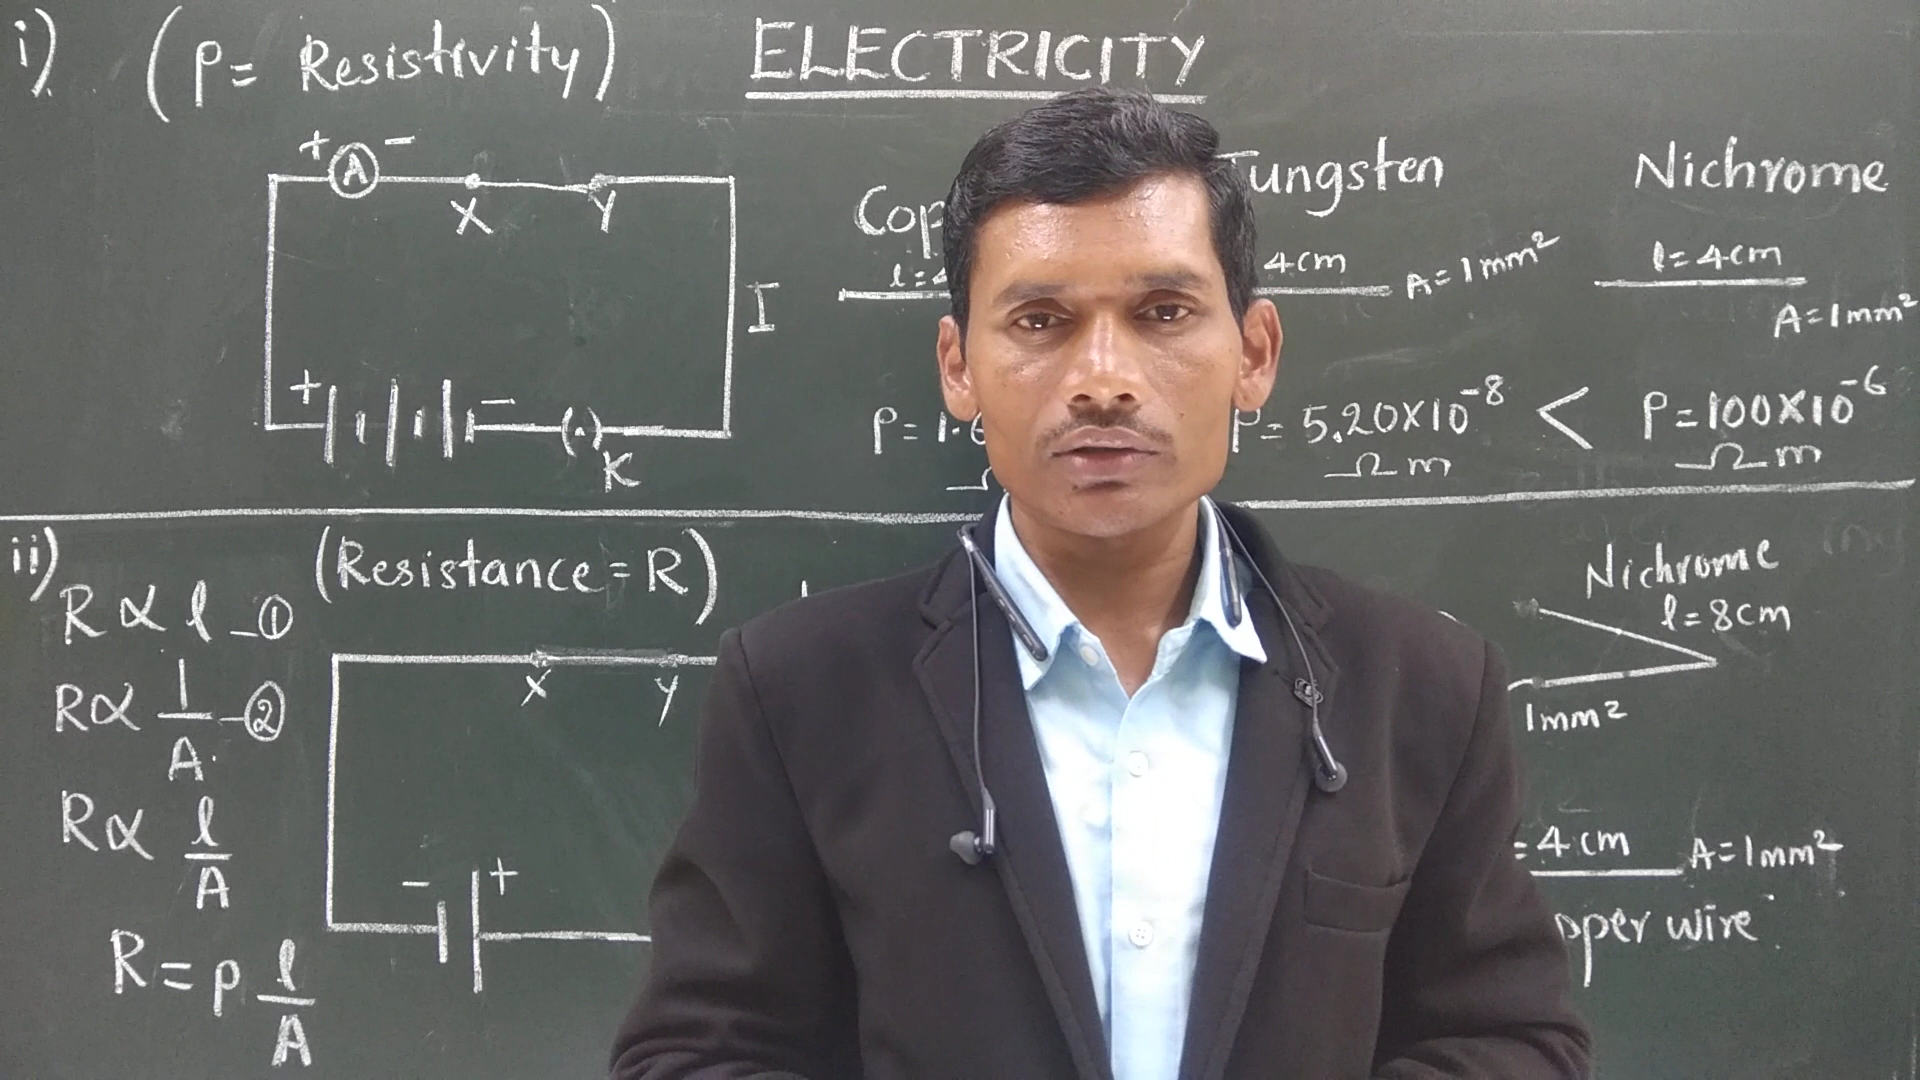 i) (ρ = Resistivity)
ELECTRICITY
+ A -
X Y
I
+ -
K
Tungsten
4cm
A = 1mm²
ρ = 5.20×10⁻⁸
Ωm
<
Nichrome
l = 4cm
A = 1mm²
ρ = 100×10⁻⁶
Ωm
ii) (Resistance = R)
R ∝ l - ①
R ∝ 1/A. - ②
R ∝ l/A
R = ρ l/A
X Y
- +
Nichrome
l = 8cm
1mm²
= 4cm A = 1mm²
wire